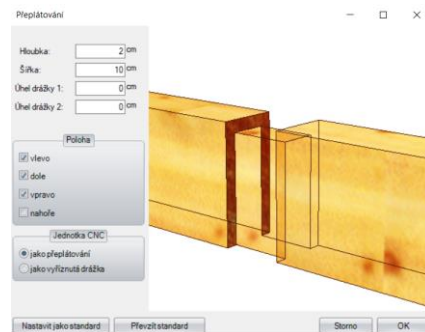 Přeplátování
Hloubka: 2 cm
Šířka: 10 cm
Úhel drážky 1: 0 cm
Úhel drážky 2: 0 cm
Poloha
vlevo
dole
vpravo
nahoře
Jednotka CNC
jako přeplátování
jako vyříznutá drážka
Nastavit jako standard Převzít standard Storno OK